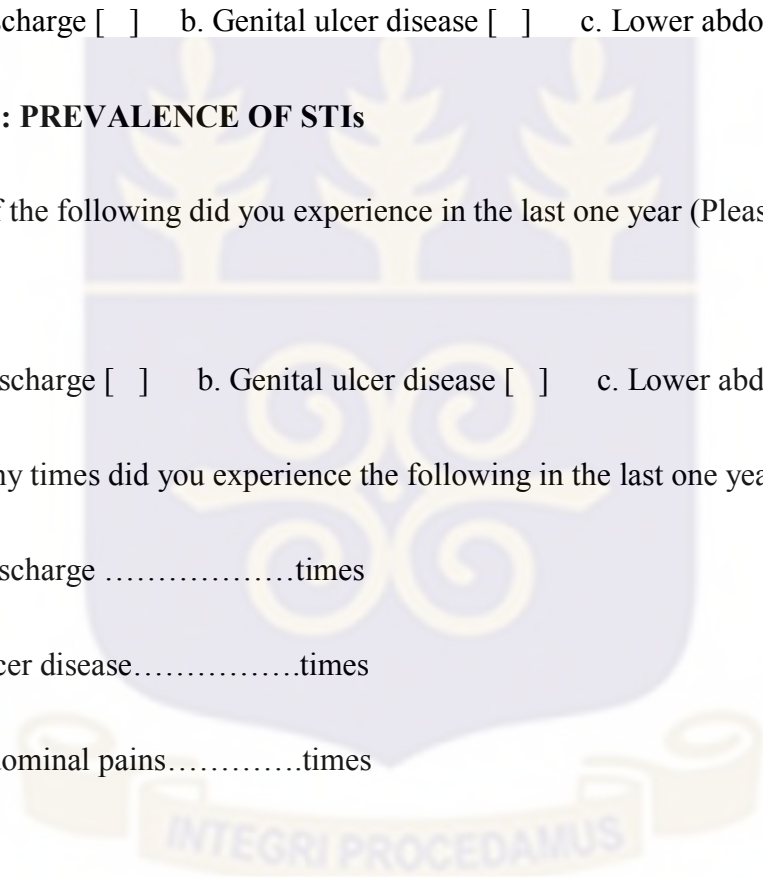 scharge [   ]     b. Genital ulcer disease [   ]      c. Lower abdo
: PREVALENCE OF STIs
f the following did you experience in the last one year (Pleas
scharge [   ]      b. Genital ulcer disease [   ]      c. Lower abd
ny times did you experience the following in the last one yea
scharge ………………times
cer disease…………….times
dominal pains………….times
INTEGRI PROCEDAMUS